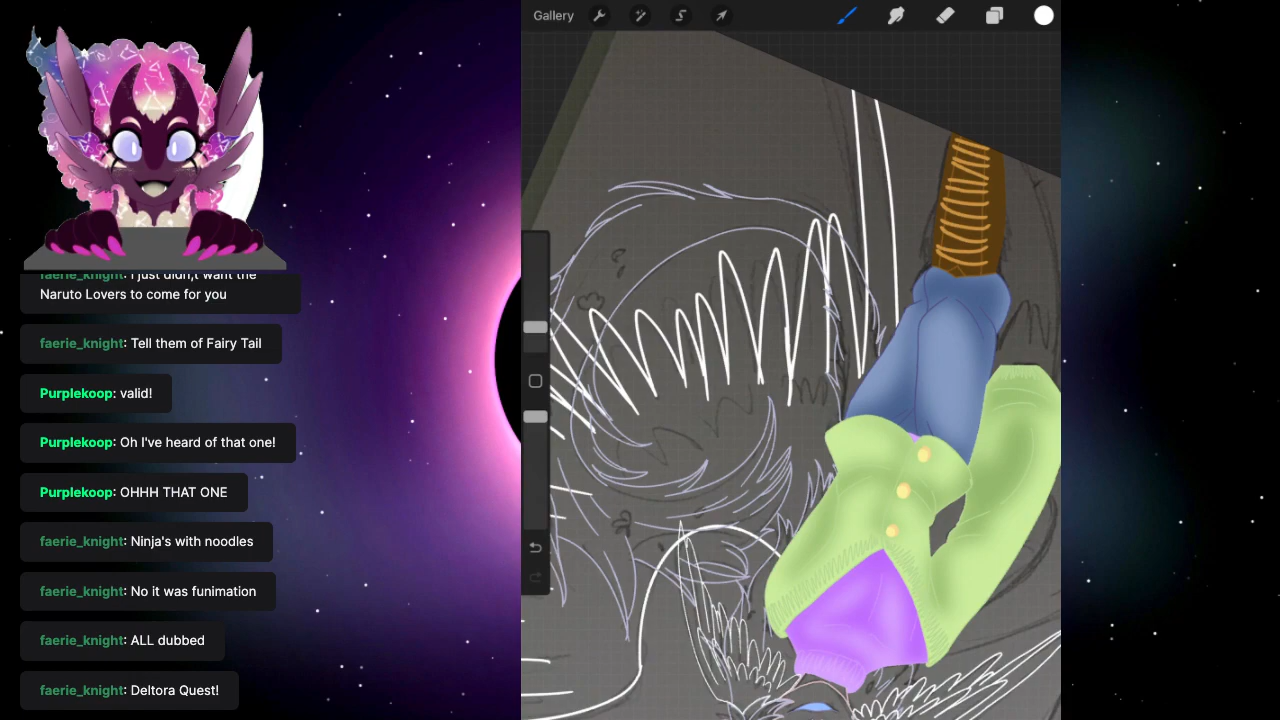 Gallery
faerie_knight: I just didn,t want the
Naruto Lovers to come for you
faerie_knight: Tell them of Fairy Tail
Purplekoop: valid!
Purplekoop: Oh I've heard of that one!
Purplekoop: OHHH THAT ONE
faerie_knight: Ninja's with noodles
faerie_knight: No it was funimation
faerie_knight: ALL dubbed
faerie_knight: Deltora Quest!